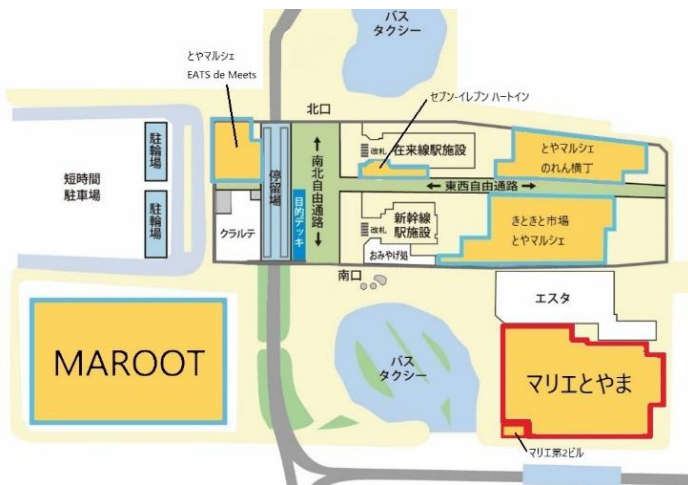 バス
タクシー
とやマルシェ
EATS de Meets
セブン-イレブン ハートイン
北口
駐輪場
駐輪場
短時間
駐車場
停留場
南北自由通路
目的デッキ
改札
在来線駅施設
とやマルシェ
のれん横丁
東西自由通路
クラルテ
改札
新幹線
駅施設
おみやげ処
きときと市場
とやマルシェ
南口
エスタ
MAROOT
バス
タクシー
マリエとやま
マリエ第2ビル